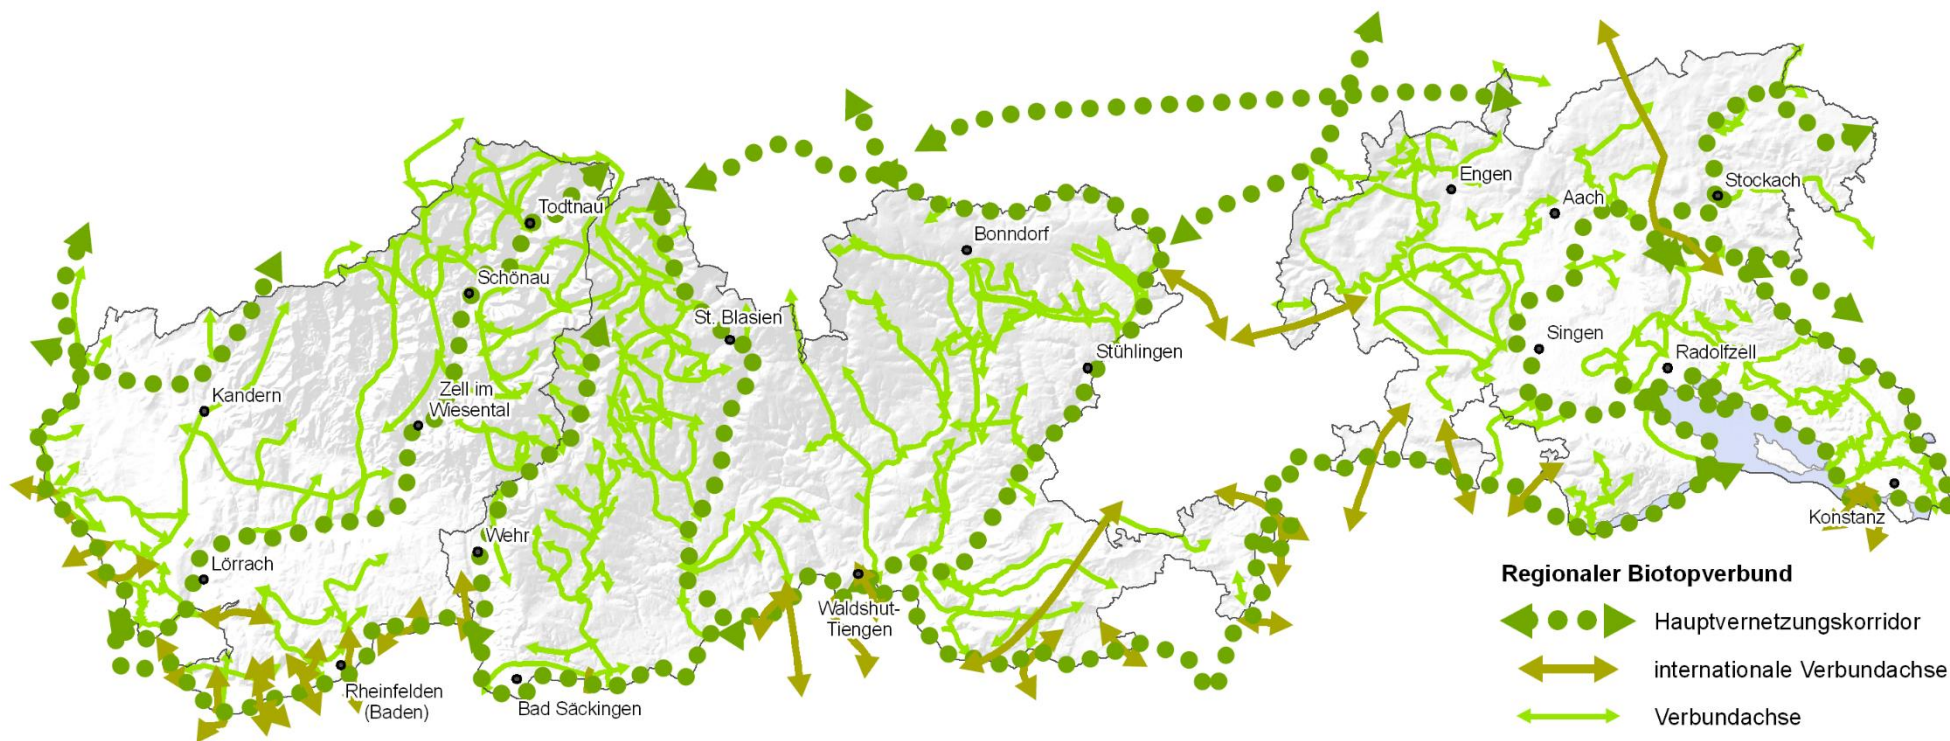 Engen
Stockach
Aach
Todtnau
Bonndorf
Schönau
St. Blasien
Singen
Stühlingen
Radolfzell
Kandern
Zell im
Wiesental
Konstanz
Wehr
Lörrach
Waldshut-
Tiengen
Rheinfelden
(Baden)
Bad Säckingen
Regionaler Biotopverbund
Hauptvernetzungskorridor
internationale Verbundachse
Verbundachse